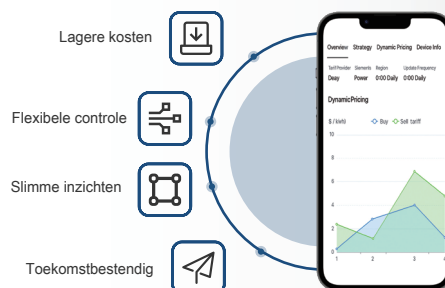 Lagere kosten
Flexibele controle
Slimme inzichten
Toekomstbestendig
Overview Strategy Dynamic Pricing Device Info
Tariff Provider Siemants Region Update Frequency
Deay Power 0:00 Daily 0:00 Daily
DynamicPricing
$ / kwh) Buy Sell tariff
10
8
6
4
2
0
1 2 3 4